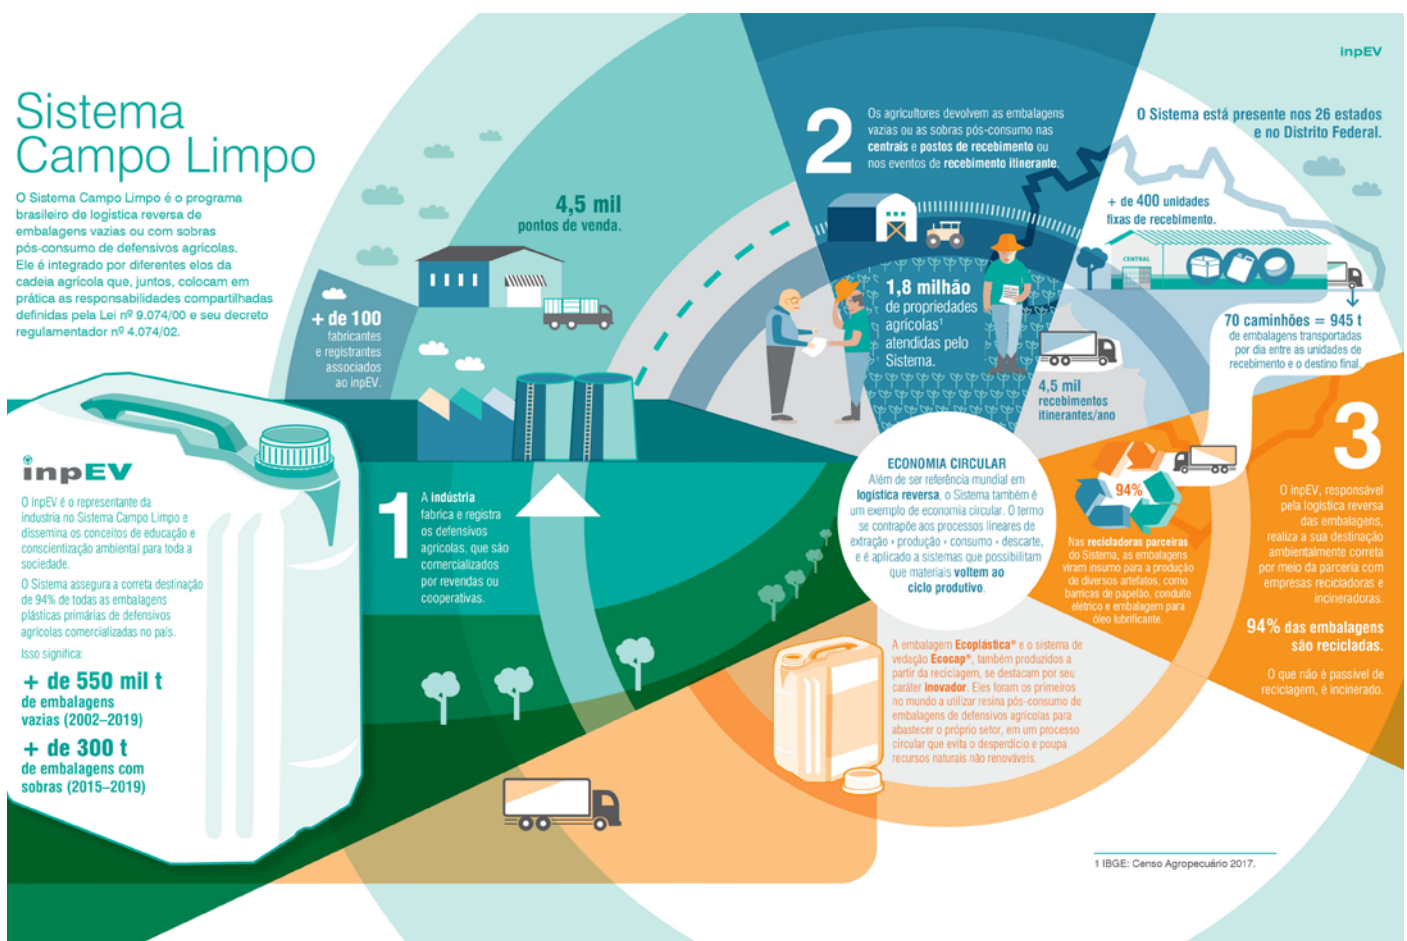 inpEV
Sistema
Campo Limpo
O Sistema Campo Limpo é o programa
brasileiro de logística reversa de
embalagens vazias ou com sobras
pós-consumo de defensivos agrícolas.
Ele é integrado por diferentes elos da
cadeia agrícola que, juntos, colocam em
prática as responsabilidades compartilhadas
definidas pela Lei nº 9.074/00 e seu decreto
regulamentador nº 4.074/02.
inpEV
O inpEV é o representante da
industria no Sistema Campo Limpo e
dissemina os conceitos de educação e
conscientização ambiental para toda a
sociedade.
O Sistema assegura a correta destinação
de 94% de todas as embalagens
plásticas primárias de defensivos
agrícolas comercializadas no país.
Isso significa:
+ de 550 mil t
de embalagens
vazias (2002–2019)
+ de 300 t
de embalagens com
sobras (2015–2019)
+ de 100
fabricantes
e registrantes
associados
ao inpEV.
4,5 mil
pontos de venda.
1
A indústria
fabrica e registra
os defensivos
agrícolas, que são
comercializados
por revendas ou
cooperativas.
2
Os agricultores devolvem as embalagens
vazias ou as sobras pós-consumo nas
centrais e postos de recebimento ou
nos eventos de recebimento itinerante.
1,8 milhão
de propriedades
agrícolas¹
atendidas pelo
Sistema.
4,5 mil
recebimentos
itinerantes/ano
O Sistema está presente nos 26 estados
e no Distrito Federal.
+ de 400 unidades
fixas de recebimento.
CENTRAL
70 caminhões = 945 t
de embalagens transportadas
por dia entre as unidades de
recebimento e o destino final.
3
O inpEV, responsável
pela logística reversa
das embalagens,
realiza a sua destinação
ambientalmente correta
por meio da parceria com
empresas recicladoras e
incineradoras.
94% das embalagens
são recicladas.
O que não é passível de
reciclagem, é incinerado.
94%
Nas recicladoras parceiras
do Sistema, as embalagens
viram insumo para a produção
de diversos artefatos, como
barricas de papelão, conduíte
elétrico e embalagem para
óleo lubrificante.
ECONOMIA CIRCULAR
Além de ser referência mundial em
logística reversa, o Sistema também é
um exemplo de economia circular. O termo
se contrapõe aos processos lineares de
extração › produção › consumo › descarte,
e é aplicado a sistemas que possibilitam
que materiais voltem ao
ciclo produtivo.
A embalagem Ecoplástica® e o sistema de
vedação Ecocap®, também produzidos a
partir da reciclagem, se destacam por seu
caráter inovador. Eles foram os primeiros
no mundo a utilizar resina pós-consumo de
embalagens de defensivos agrícolas para
abastecer o próprio setor, em um processo
circular que evita o desperdício e poupa
recursos naturais não renováveis.
1 IBGE: Censo Agropecuário 2017.